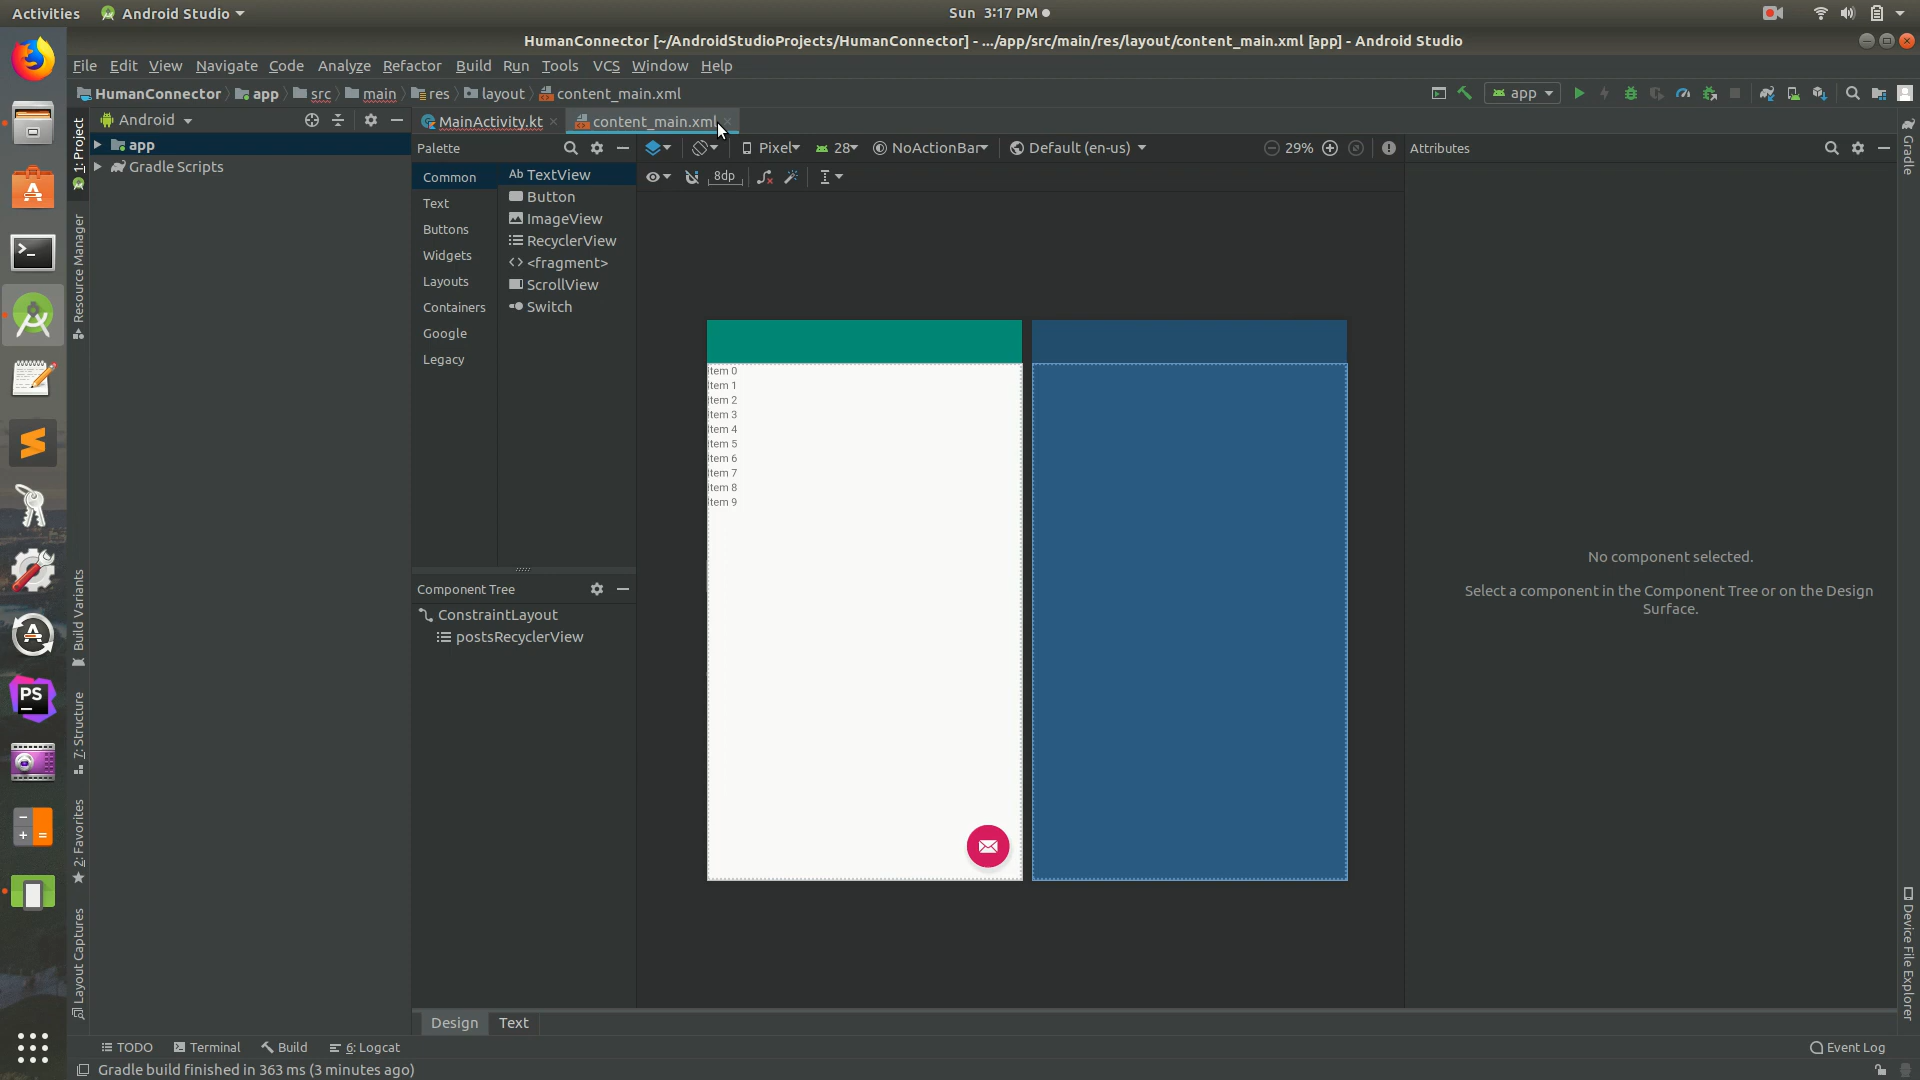 Activities Android Studio Sun 3:17 PM
HumanConnector [~/AndroidStudioProjects/HumanConnector] - .../app/src/main/res/layout/content_main.xml [app] - Android Studio
File Edit View Navigate Code Analyze Refactor Build Run Tools VCS Window Help
HumanConnector app src main res layout content_main.xml app
Android MainActivity.kt content_main.xml
app
Gradle Scripts
1: Project
Resource Manager
Build Variants
7: Structure
2: Favorites
Layout Captures
Palette
Common
Text
Buttons
Widgets
Layouts
Containers
Google
Legacy
Ab TextView
Button
ImageView
RecyclerView
<fragment>
ScrollView
Switch
Pixel 28 NoActionBar Default (en-us) 29%
8dp
Component Tree
ConstraintLayout
postsRecyclerView
Item 0
Item 1
Item 2
Item 3
Item 4
Item 5
Item 6
Item 7
Item 8
Item 9
Attributes
No component selected.
Select a component in the Component Tree or on the Design
Surface.
Gradle
Device File Explorer
PS
Design Text
TODO Terminal Build 6: Logcat Event Log
Gradle build finished in 363 ms (3 minutes ago)